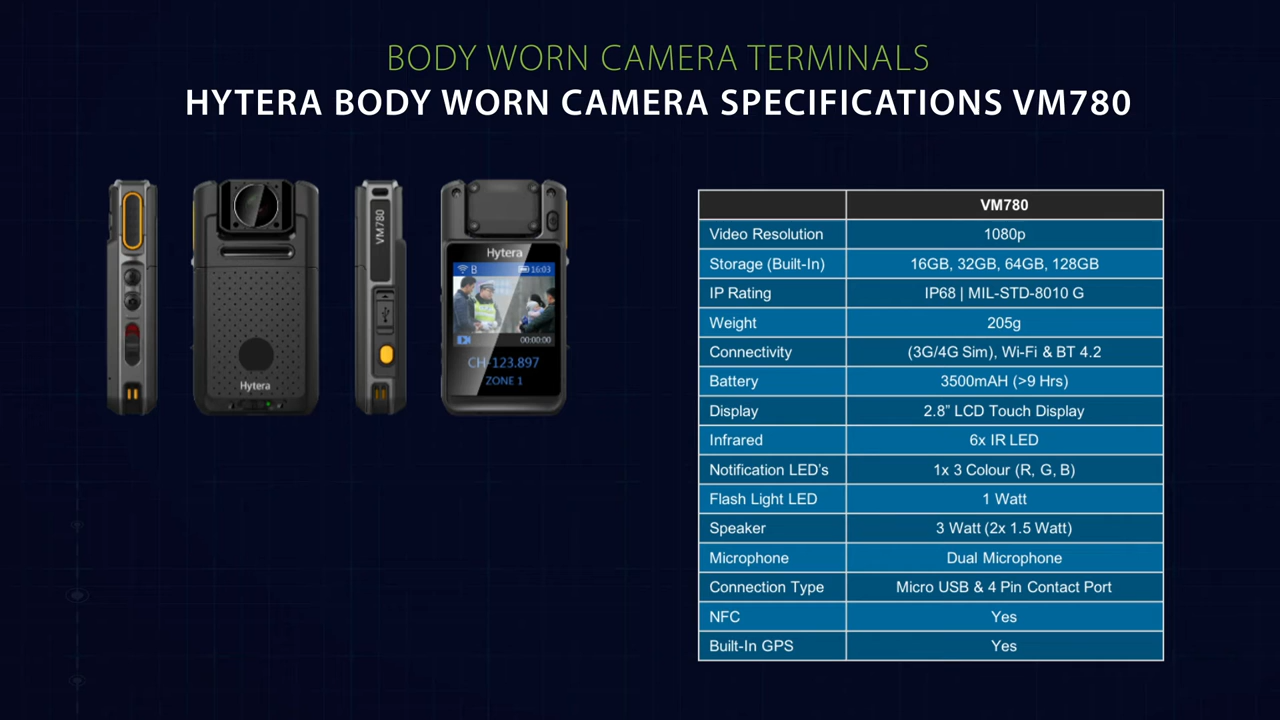 BODY WORN CAMERA TERMINALS
HYTERA BODY WORN CAMERA SPECIFICATIONS VM780
Hytera
VM780
Hytera
B 16:03
00:00:00
CH-123.897
ZONE 1
VM780
Video Resolution 1080p
Storage (Built-In) 16GB, 32GB, 64GB, 128GB
IP Rating IP68 | MIL-STD-8010 G
Weight 205g
Connectivity (3G/4G Sim), Wi-Fi & BT 4.2
Battery 3500mAH (>9 Hrs)
Display 2.8” LCD Touch Display
Infrared 6x IR LED
Notification LED’s 1x 3 Colour (R, G, B)
Flash Light LED 1 Watt
Speaker 3 Watt (2x 1.5 Watt)
Microphone Dual Microphone
Connection Type Micro USB & 4 Pin Contact Port
NFC Yes
Built-In GPS Yes